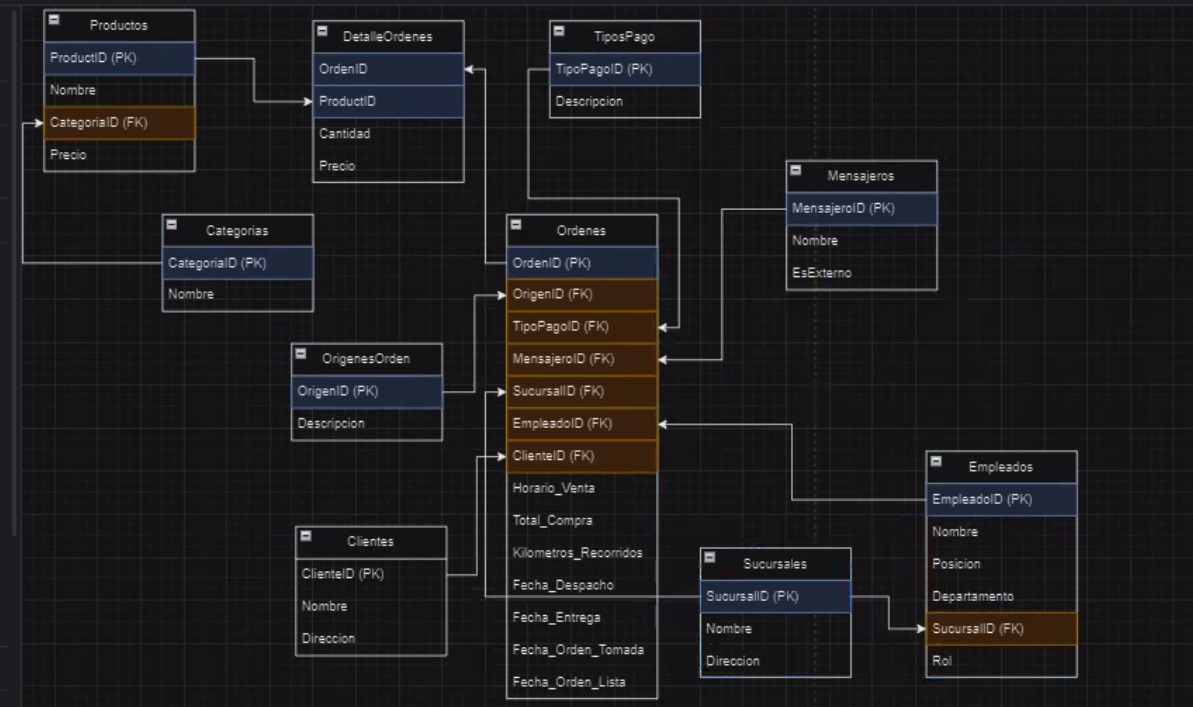 Productos
ProductID (PK)
Nombre
CategoriaID (FK)
Precio
DetalleOrdenes
OrdenID
ProductID
Cantidad
Precio
TiposPago
TipoPagoID (PK)
Descripcion
Mensajeros
MensajeroID (PK)
Nombre
EsExterno
Categorias
CategoriaID (PK)
Nombre
Ordenes
OrdenID (PK)
OrigenID (FK)
TipoPagoID (FK)
MensajeroID (FK)
SucursalID (FK)
EmpleadoID (FK)
ClienteID (FK)
Horario_Venta
Total_Compra
Kilometros_Recorridos
Fecha_Despacho
Fecha_Entrega
Fecha_Orden_Tomada
Fecha_Orden_Lista
OrigenesOrden
OrigenID (PK)
Descripcion
Clientes
ClienteID (PK)
Nombre
Direccion
Sucursales
SucursalID (PK)
Nombre
Direccion
Empleados
EmpleadoID (PK)
Nombre
Posicion
Departamento
SucursalID (FK)
Rol